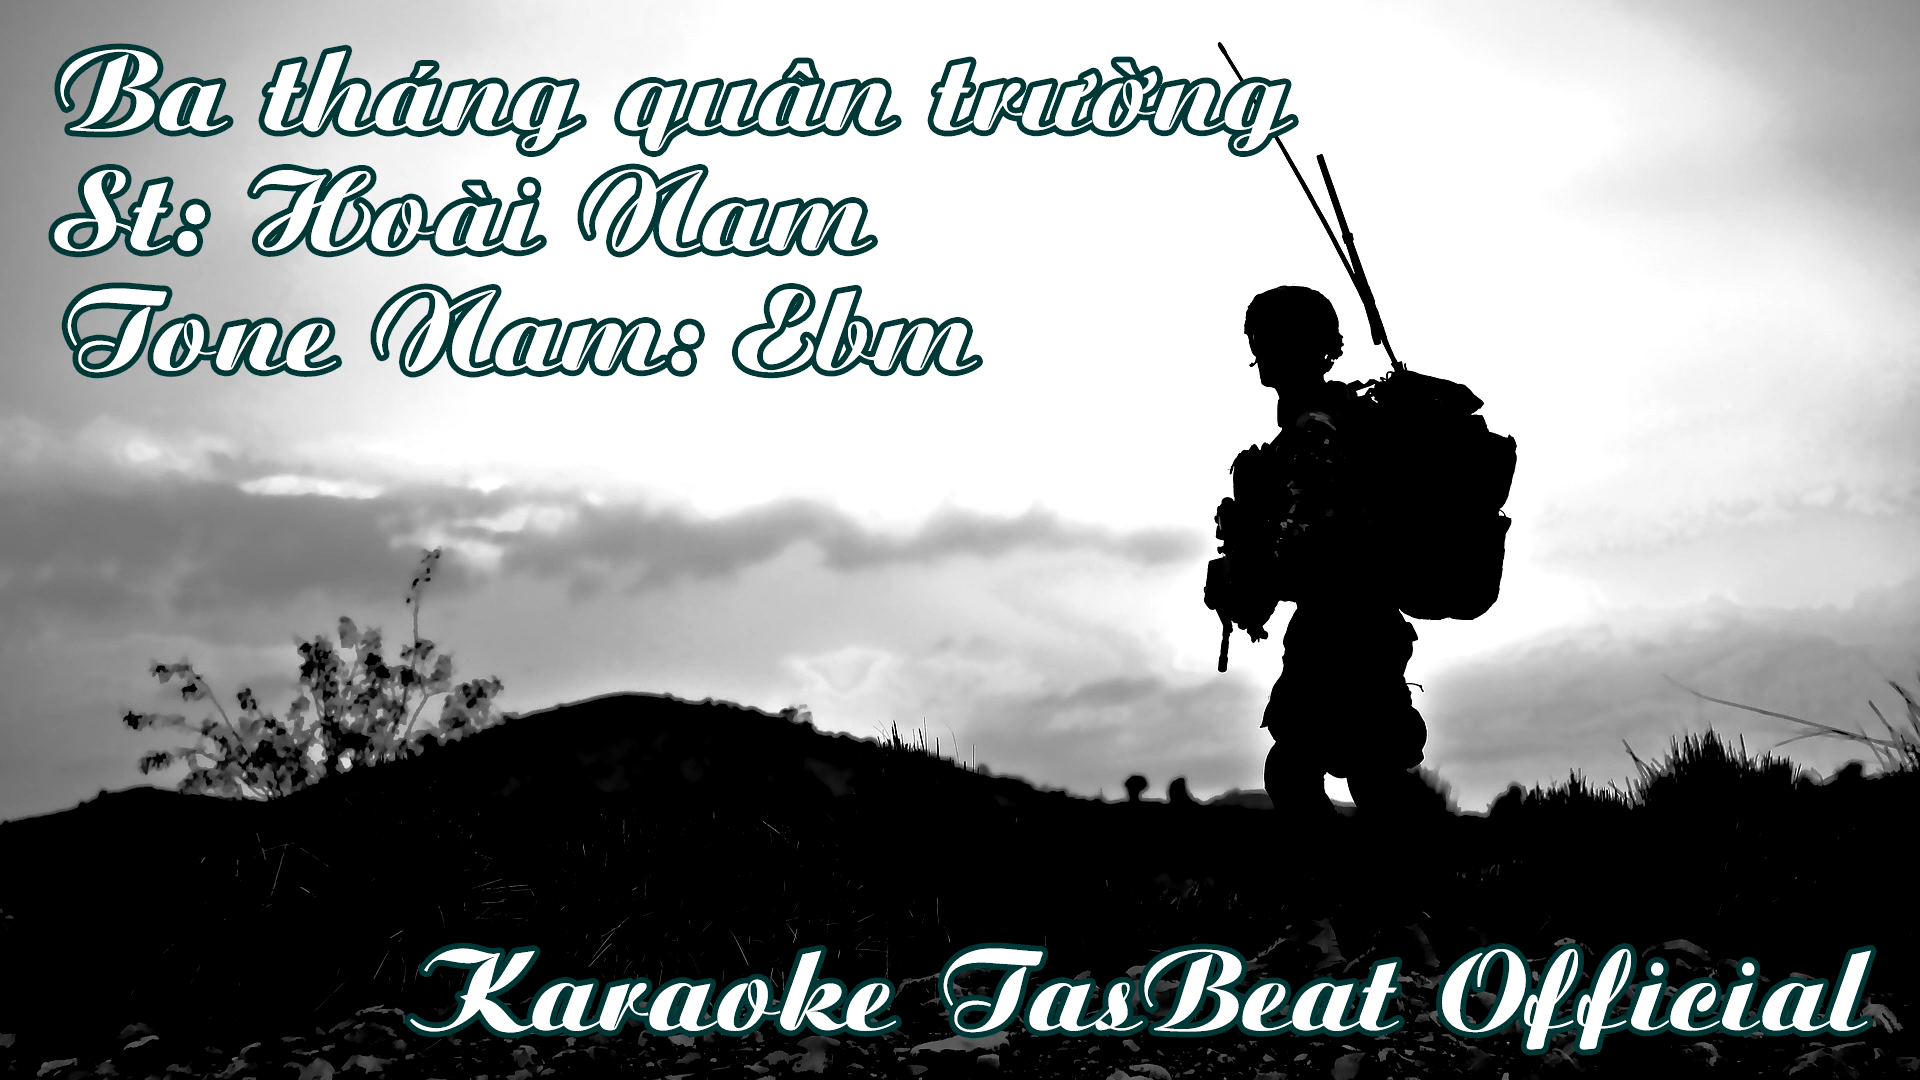 Ba tháng quân trường
St: Hoài Nam
Tone Nam: Ebm
Karaoke TasBeat Official